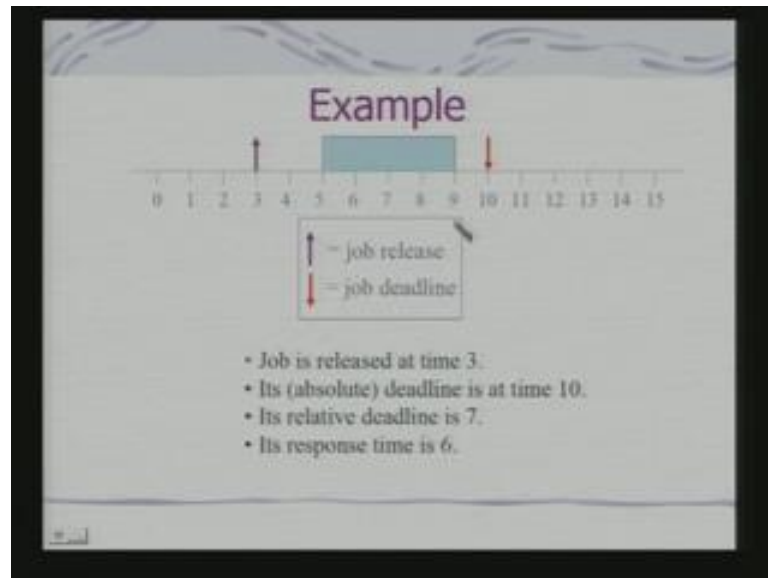 Example
0 1 2 3 4 5 6 7 8 9 10 11 12 13 14 15
= job release
= job deadline
• Job is released at time 3.
• Its (absolute) deadline is at time 10.
• Its relative deadline is 7.
• Its response time is 6.